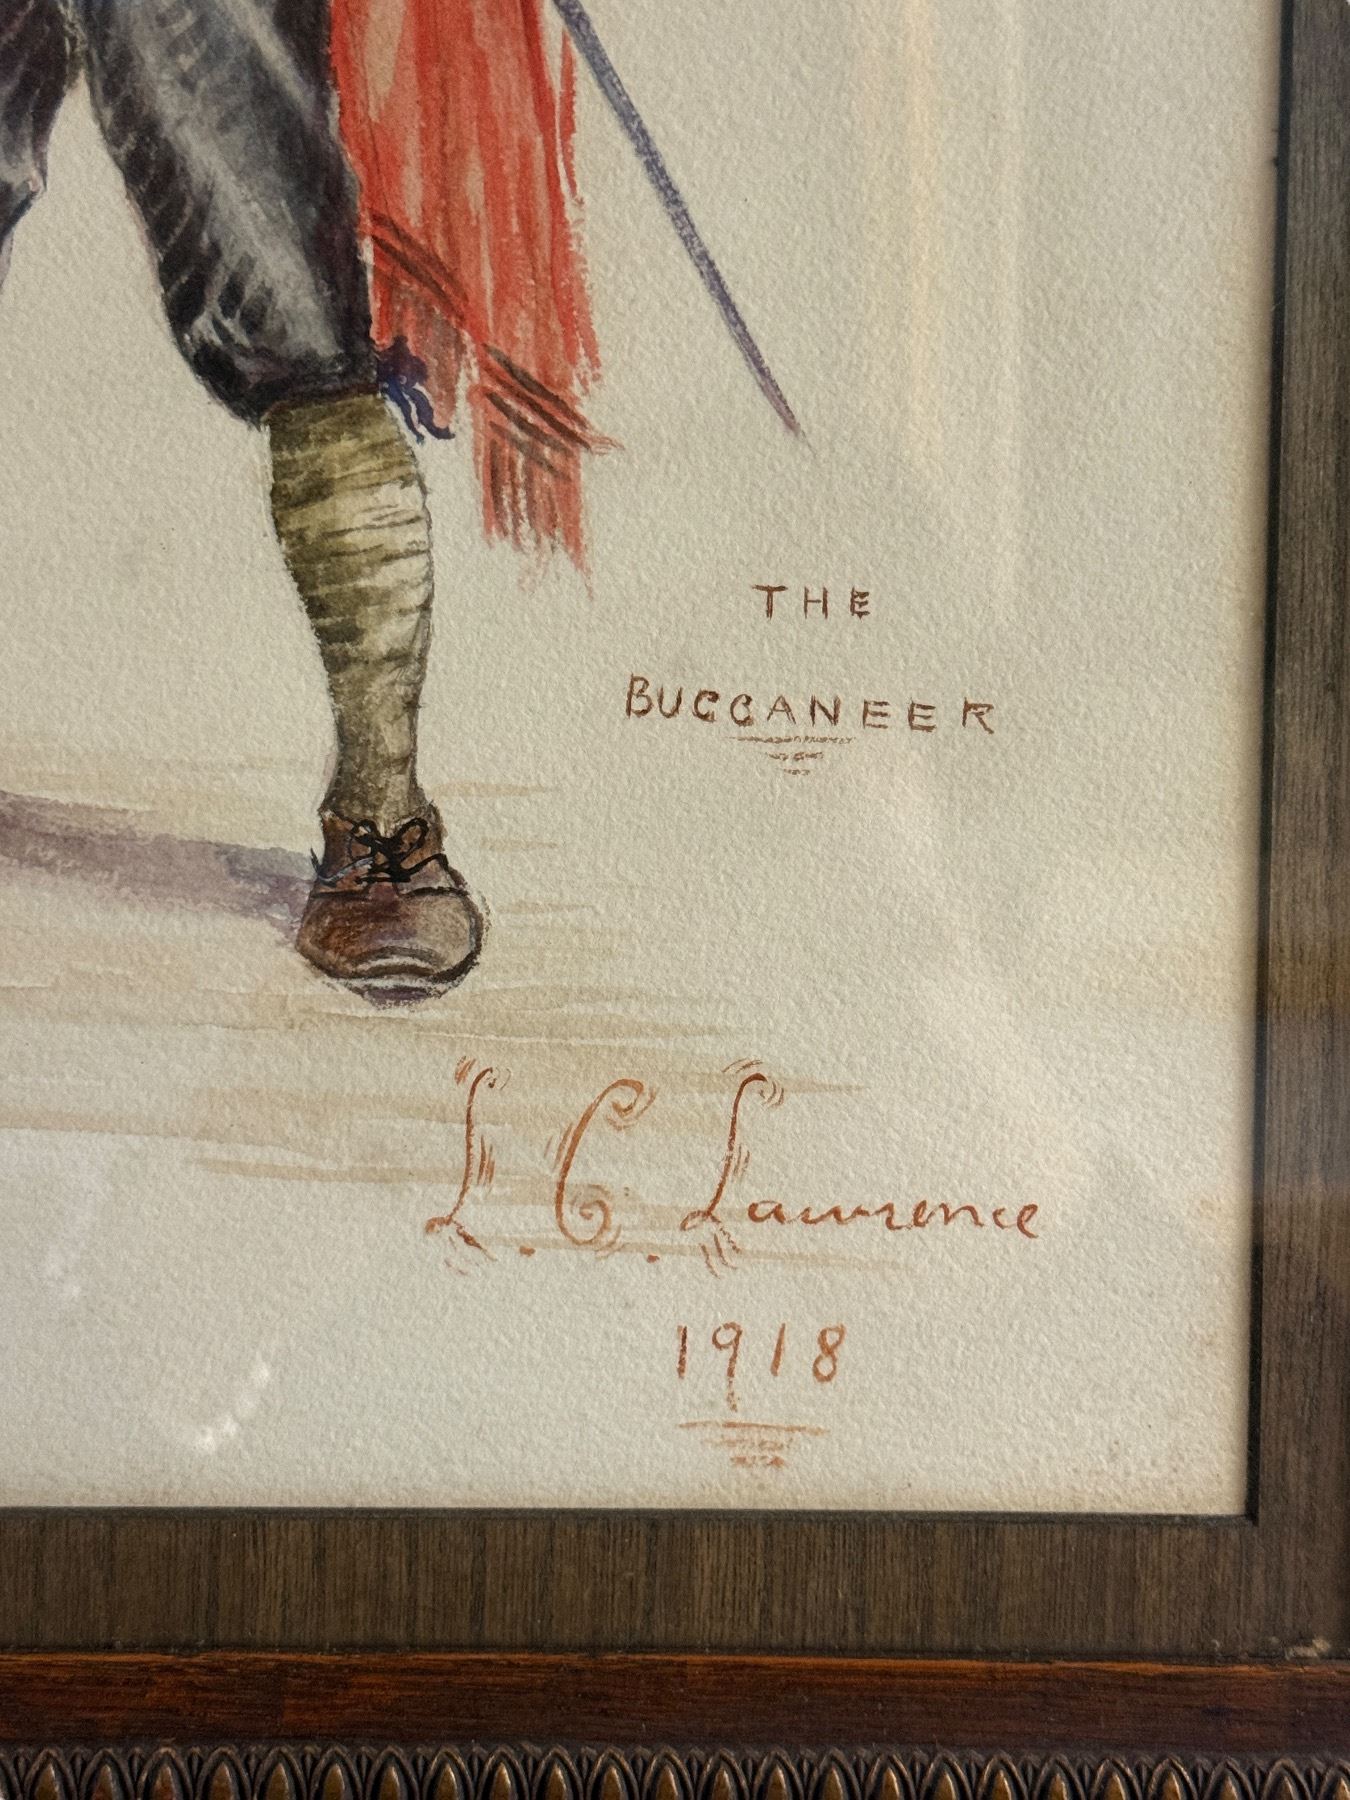 THE
BUCCANEER
L. C. Lawrence
1918